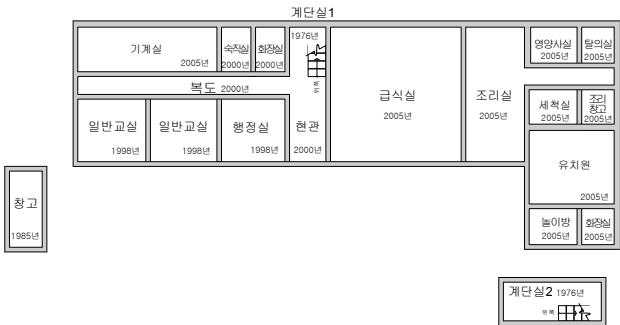 계단실1
기계실
2005년
숙직실
2000년
화장실
2000년
1976년
위쪽
급식실
2005년
조리실
2005년
영양사실
2005년
탈의실
2005년
복도 2000년
세척실
2005년
조리
창고
2005년
일반교실
1998년
일반교실
1998년
행정실
1998년
현관
2000년
유치원
2005년
창고
1985년
놀이방
2005년
화장실
2005년
계단실2 1976년
위쪽